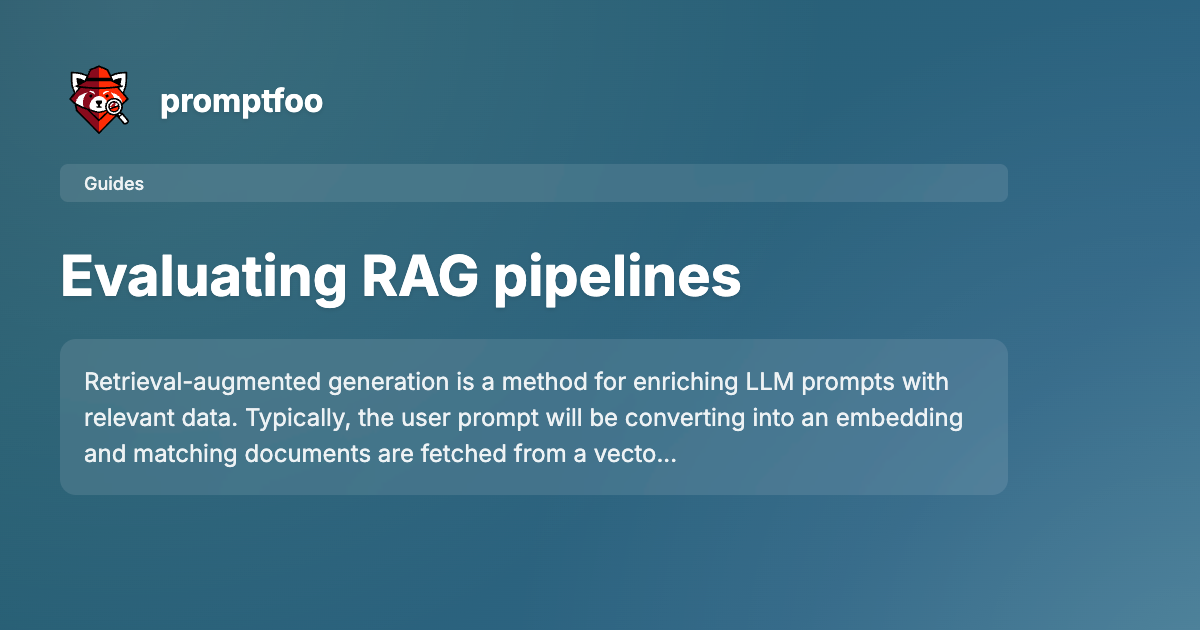 promptfoo
Guides
Evaluating RAG pipelines
Retrieval-augmented generation is a method for enriching LLM prompts with
relevant data. Typically, the user prompt will be converting into an embedding
and matching documents are fetched from a vecto...